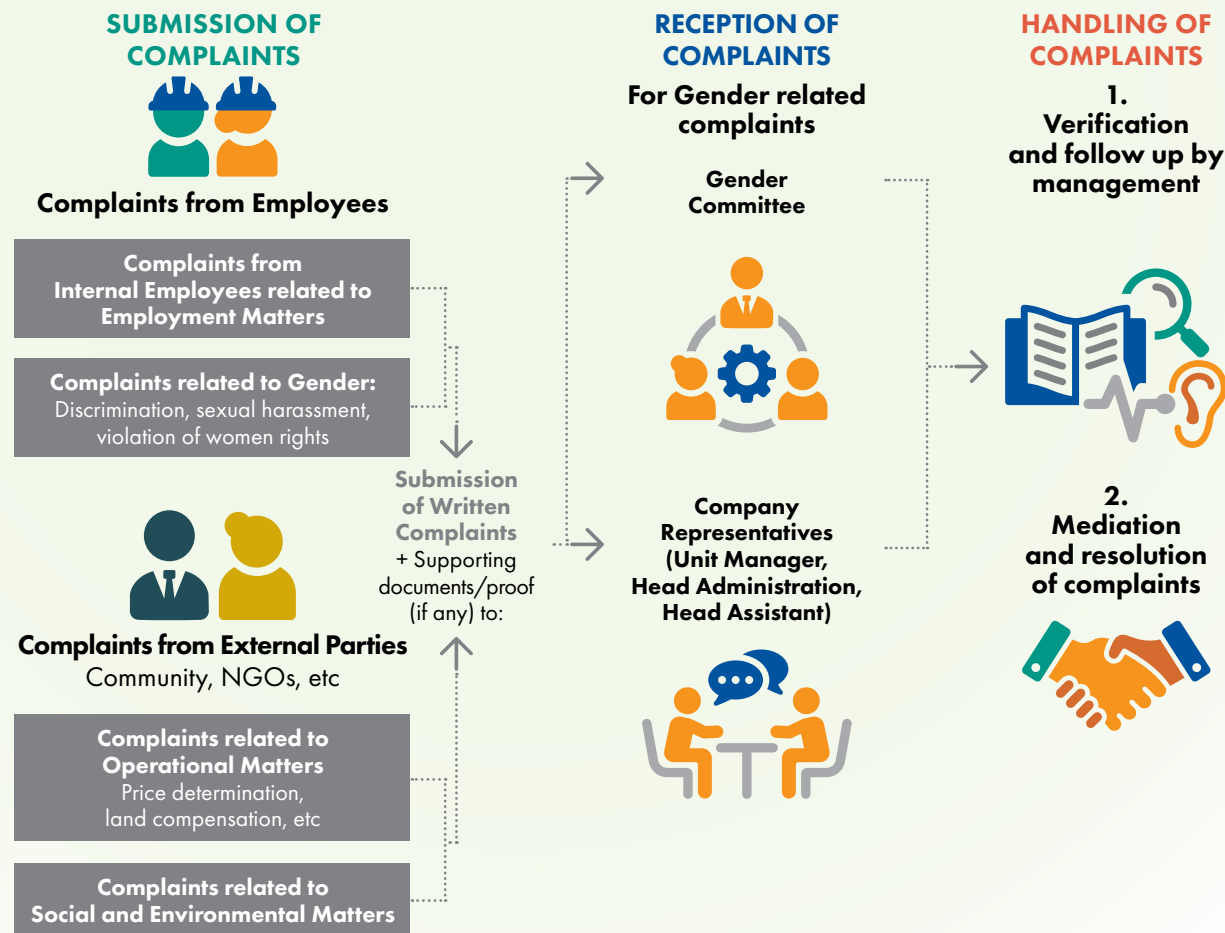 SUBMISSION OF
COMPLAINTS
Complaints from Employees
Complaints from
Internal Employees related to
Employment Matters
Complaints related to Gender:
Discrimination, sexual harassment,
violation of women rights
Complaints from External Parties
Community, NGOs, etc
Complaints related to
Operational Matters
Price determination,
land compensation, etc
Complaints related to
Social and Environmental Matters
Submission
of Written
Complaints
+ Supporting
documents/proof
(if any) to:
RECEPTION OF
COMPLAINTS
For Gender related
complaints
Gender
Committee
Company
Representatives
(Unit Manager,
Head Administration,
Head Assistant)
HANDLING OF
COMPLAINTS
1.
Verification
and follow up by
management
2.
Mediation
and resolution
of complaints